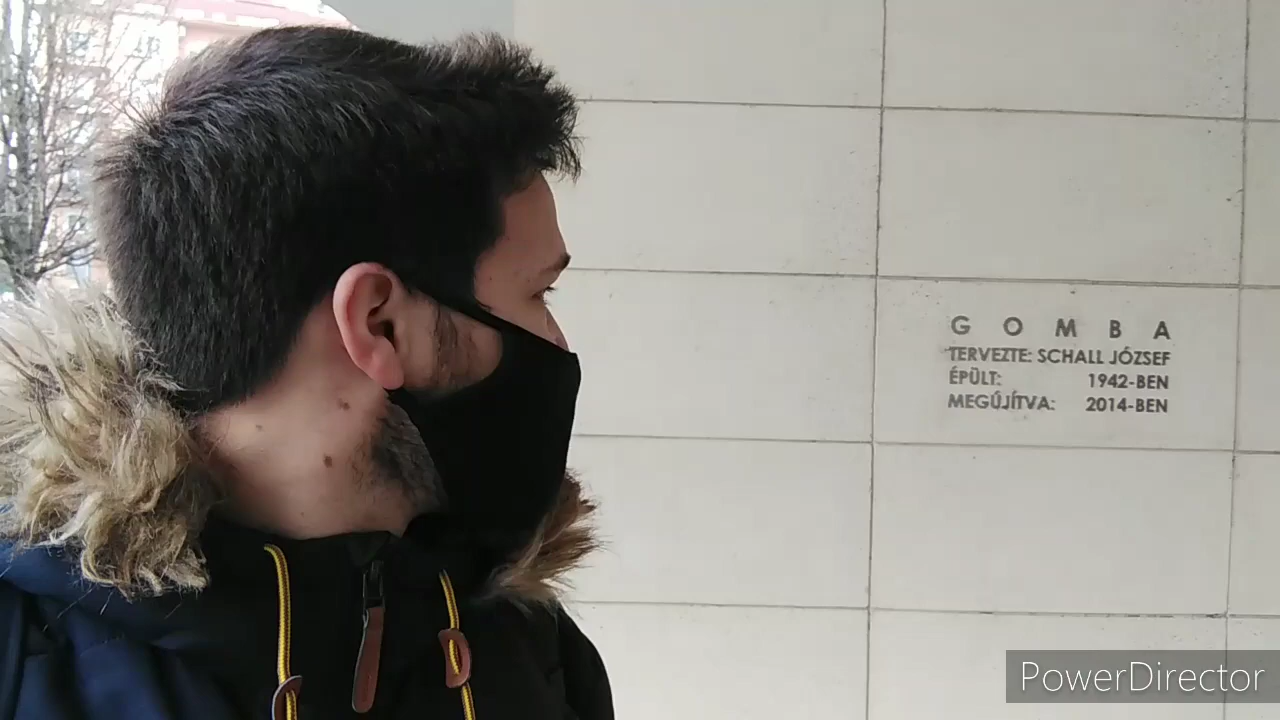 G O M B A
TERVEZTE: SCHALL JÓZSEF
ÉPÜLT: 1942-BEN
MEGÚJÍTVA: 2014-BEN
PowerDirector